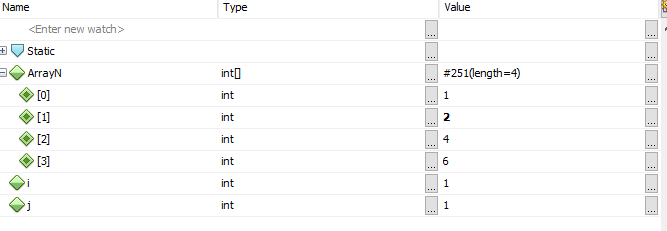 Name Type Value
<Enter new watch> ...
Static ...
ArrayN int[] ... #251(length=4) ...
[0] int ... 1 ...
[1] int ... 2 ...
[2] int ... 4 ...
[3] int ... 6 ...
i int ... 1 ...
j int ... 1 ...